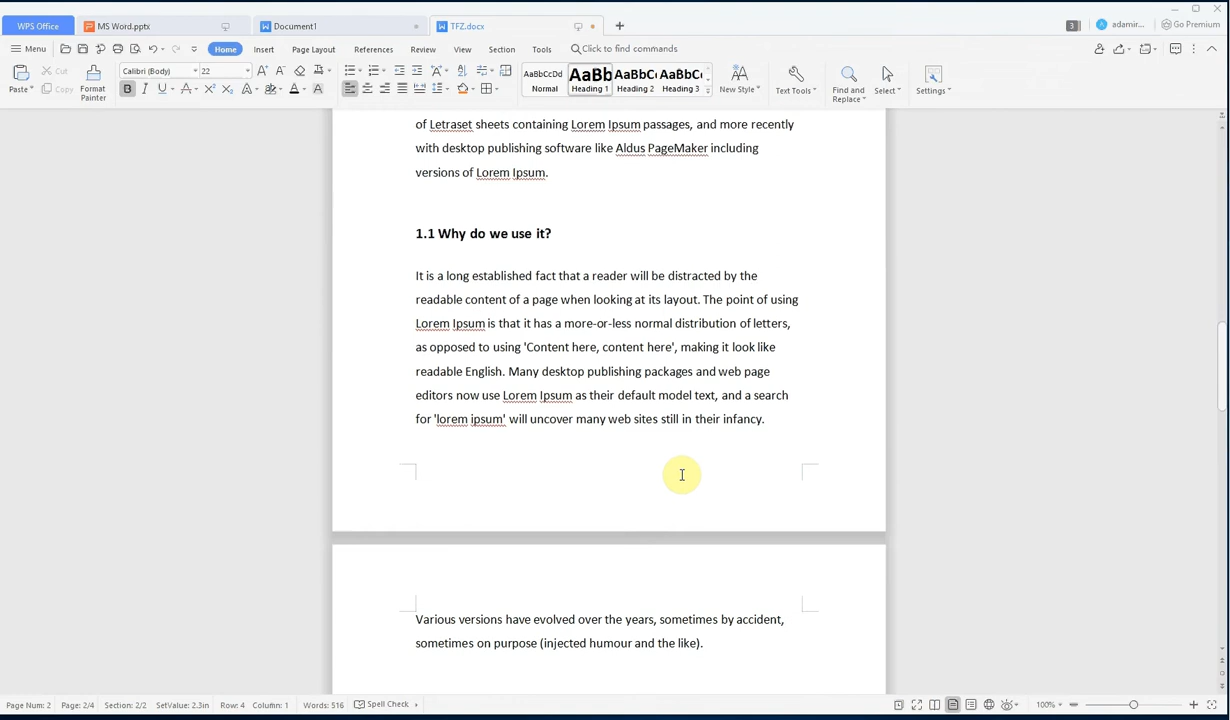 WPS Office MS Word.pptx Document1 TFZ.docx 3 adamir... Go Premium
Menu Home Insert Page Layout References Review View Section Tools Click to find commands
Paste Cut Copy Format Painter Calibri (Body) 22 AaBbCcDd Normal AaBb Heading 1 AaBbC Heading 2 AaBbC Heading 3 New Style Text Tools Find and Replace Select Settings
of Letraset sheets containing Lorem Ipsum passages, and more recently
with desktop publishing software like Aldus PageMaker including
versions of Lorem Ipsum.
1.1 Why do we use it?
It is a long established fact that a reader will be distracted by the
readable content of a page when looking at its layout. The point of using
Lorem Ipsum is that it has a more-or-less normal distribution of letters,
as opposed to using 'Content here, content here', making it look like
readable English. Many desktop publishing packages and web page
editors now use Lorem Ipsum as their default model text, and a search
for 'lorem ipsum' will uncover many web sites still in their infancy.
Various versions have evolved over the years, sometimes by accident,
sometimes on purpose (injected humour and the like).
Page Num: 2 Page: 2/4 Section: 2/2 SetValue: 2.3in Row: 4 Column: 1 Words: 516 Spell Check 100%